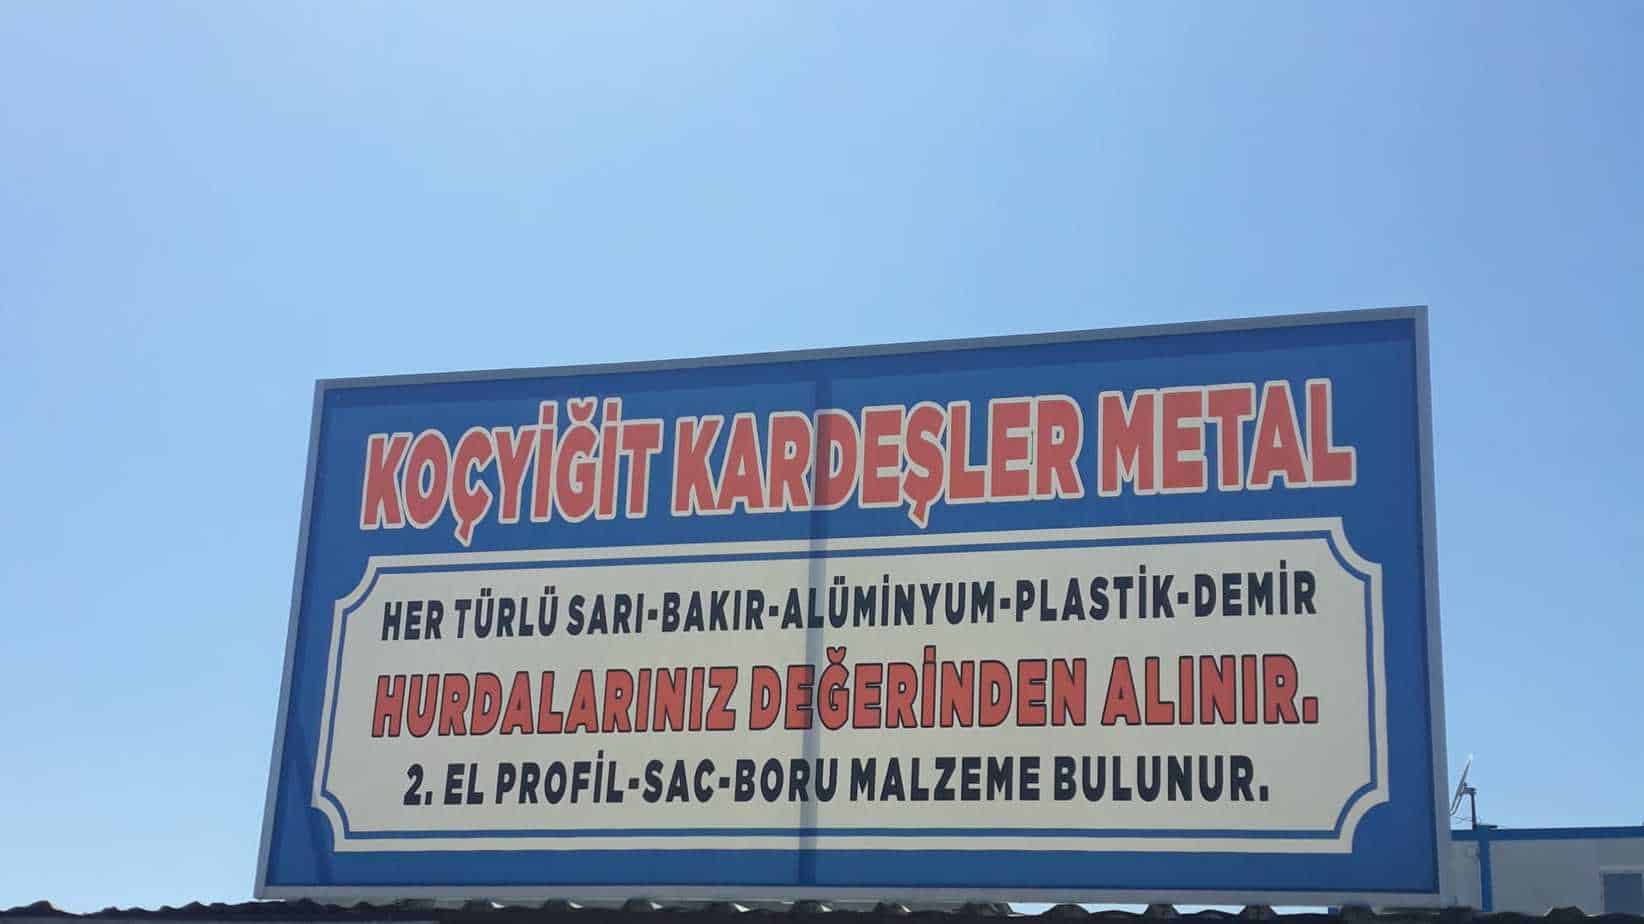 KOÇYİĞİT KARDEŞLER METAL
HER TÜRLÜ SARI-BAKIR-ALÜMİNYUM-PLASTİK-DEMİR
HURDALARINIZ DEĞERİNDEN ALINIR.
2. EL PROFİL-SAC-BORU MALZEME BULUNUR.